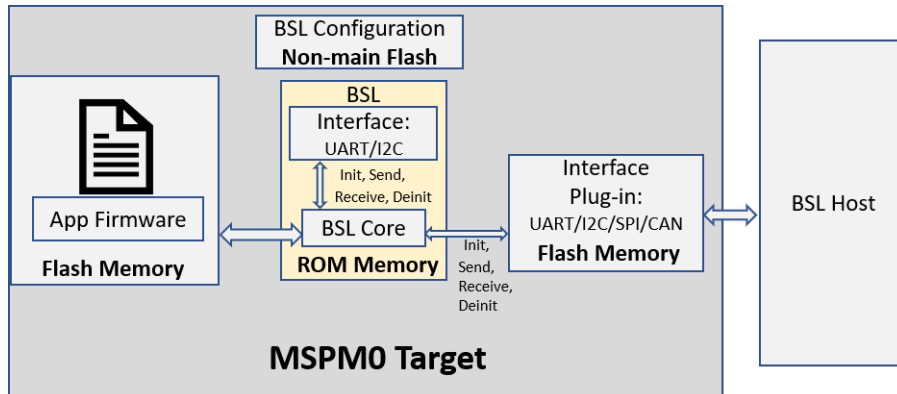 BSL Configuration
Non-main Flash
BSL
Interface:
UART/I2C
Init, Send,
Receive, Deinit
BSL Core
ROM Memory
App Firmware
Flash Memory
Init,
Send,
Receive,
Deinit
Interface
Plug-in:
UART/I2C/SPI/CAN
Flash Memory
BSL Host
MSPM0 Target